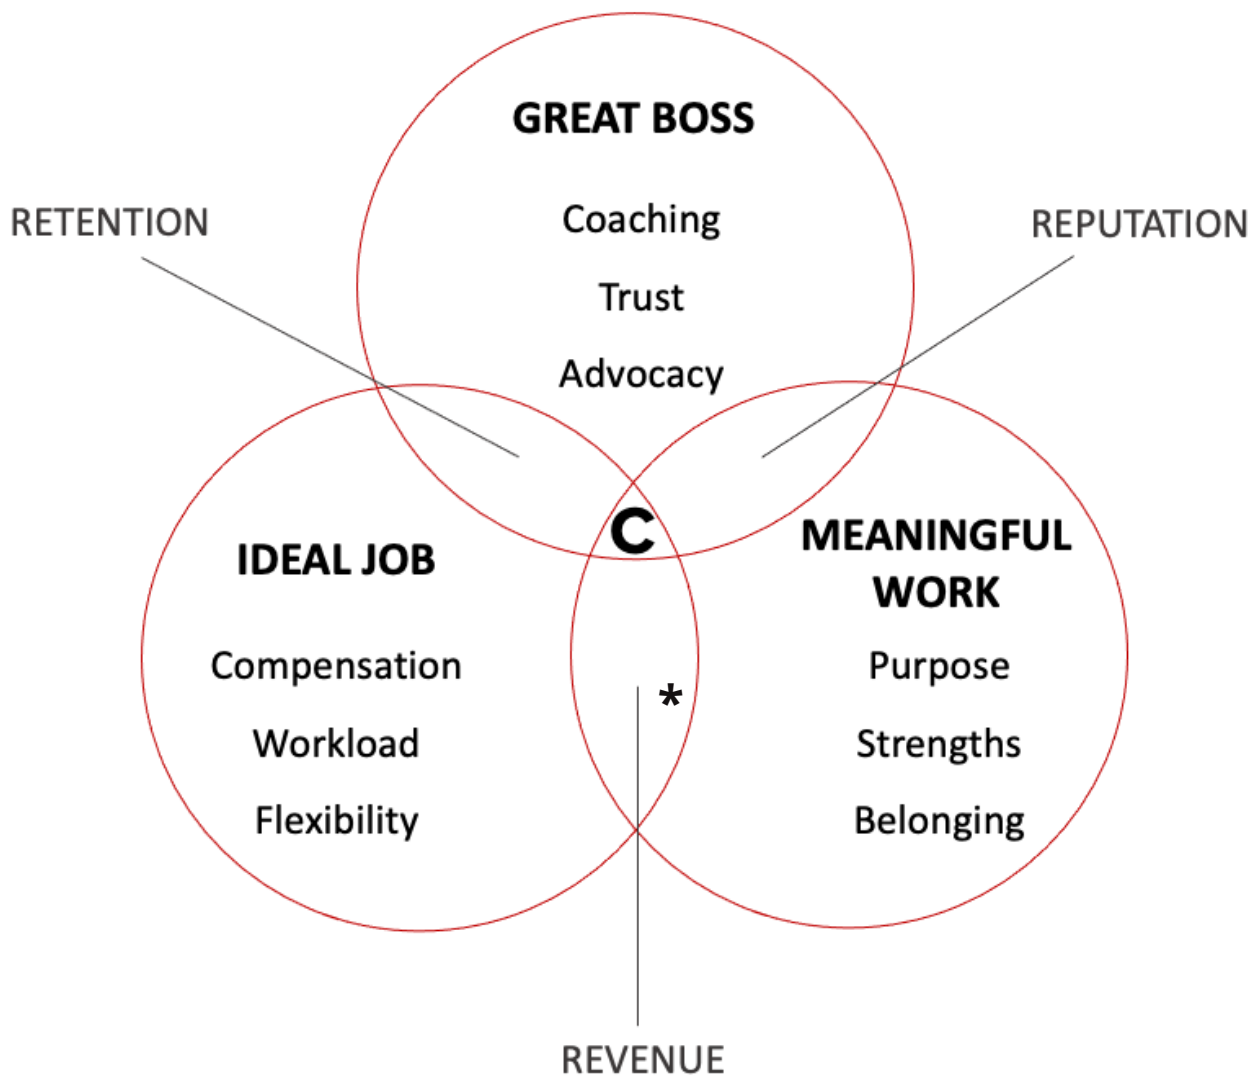 GREAT BOSS
Coaching
Trust
Advocacy
RETENTION
REPUTATION
C
IDEAL JOB
Compensation
Workload
Flexibility
MEANINGFUL
WORK
Purpose
Strengths
Belonging
*
REVENUE